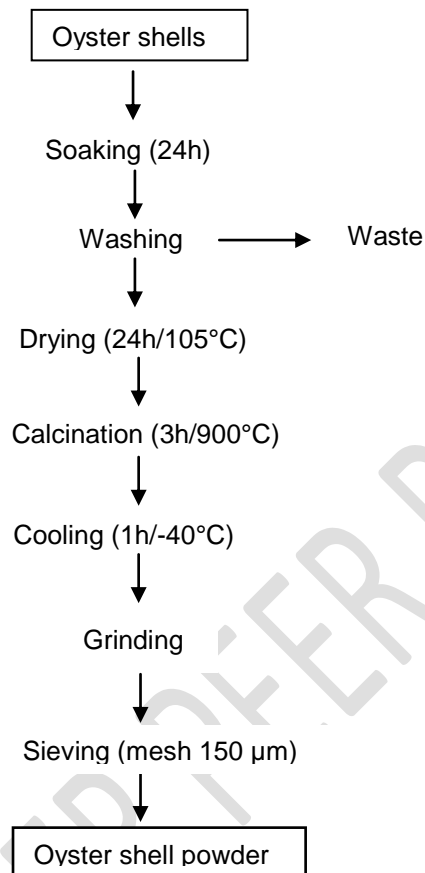 Oyster shells
Soaking (24h)
Washing
Waste
Drying (24h/105°C)
Calcination (3h/900°C)
Cooling (1h/-40°C)
Grinding
Sieving (mesh 150 µm)
Oyster shell powder